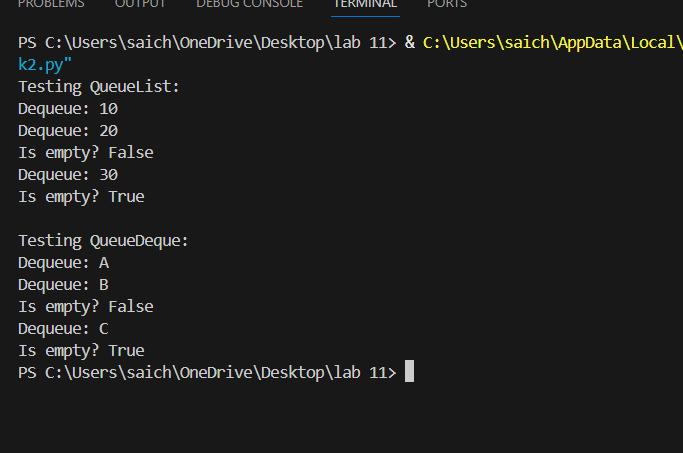 PROBLEMS OUTPUT DEBUG CONSOLE TERMINAL PORTS
PS C:\Users\saich\OneDrive\Desktop\lab 11> & C:\Users\saich\AppData\Local\
k2.py"
Testing QueueList:
Dequeue: 10
Dequeue: 20
Is empty? False
Dequeue: 30
Is empty? True
Testing QueueDeque:
Dequeue: A
Dequeue: B
Is empty? False
Dequeue: C
Is empty? True
PS C:\Users\saich\OneDrive\Desktop\lab 11>